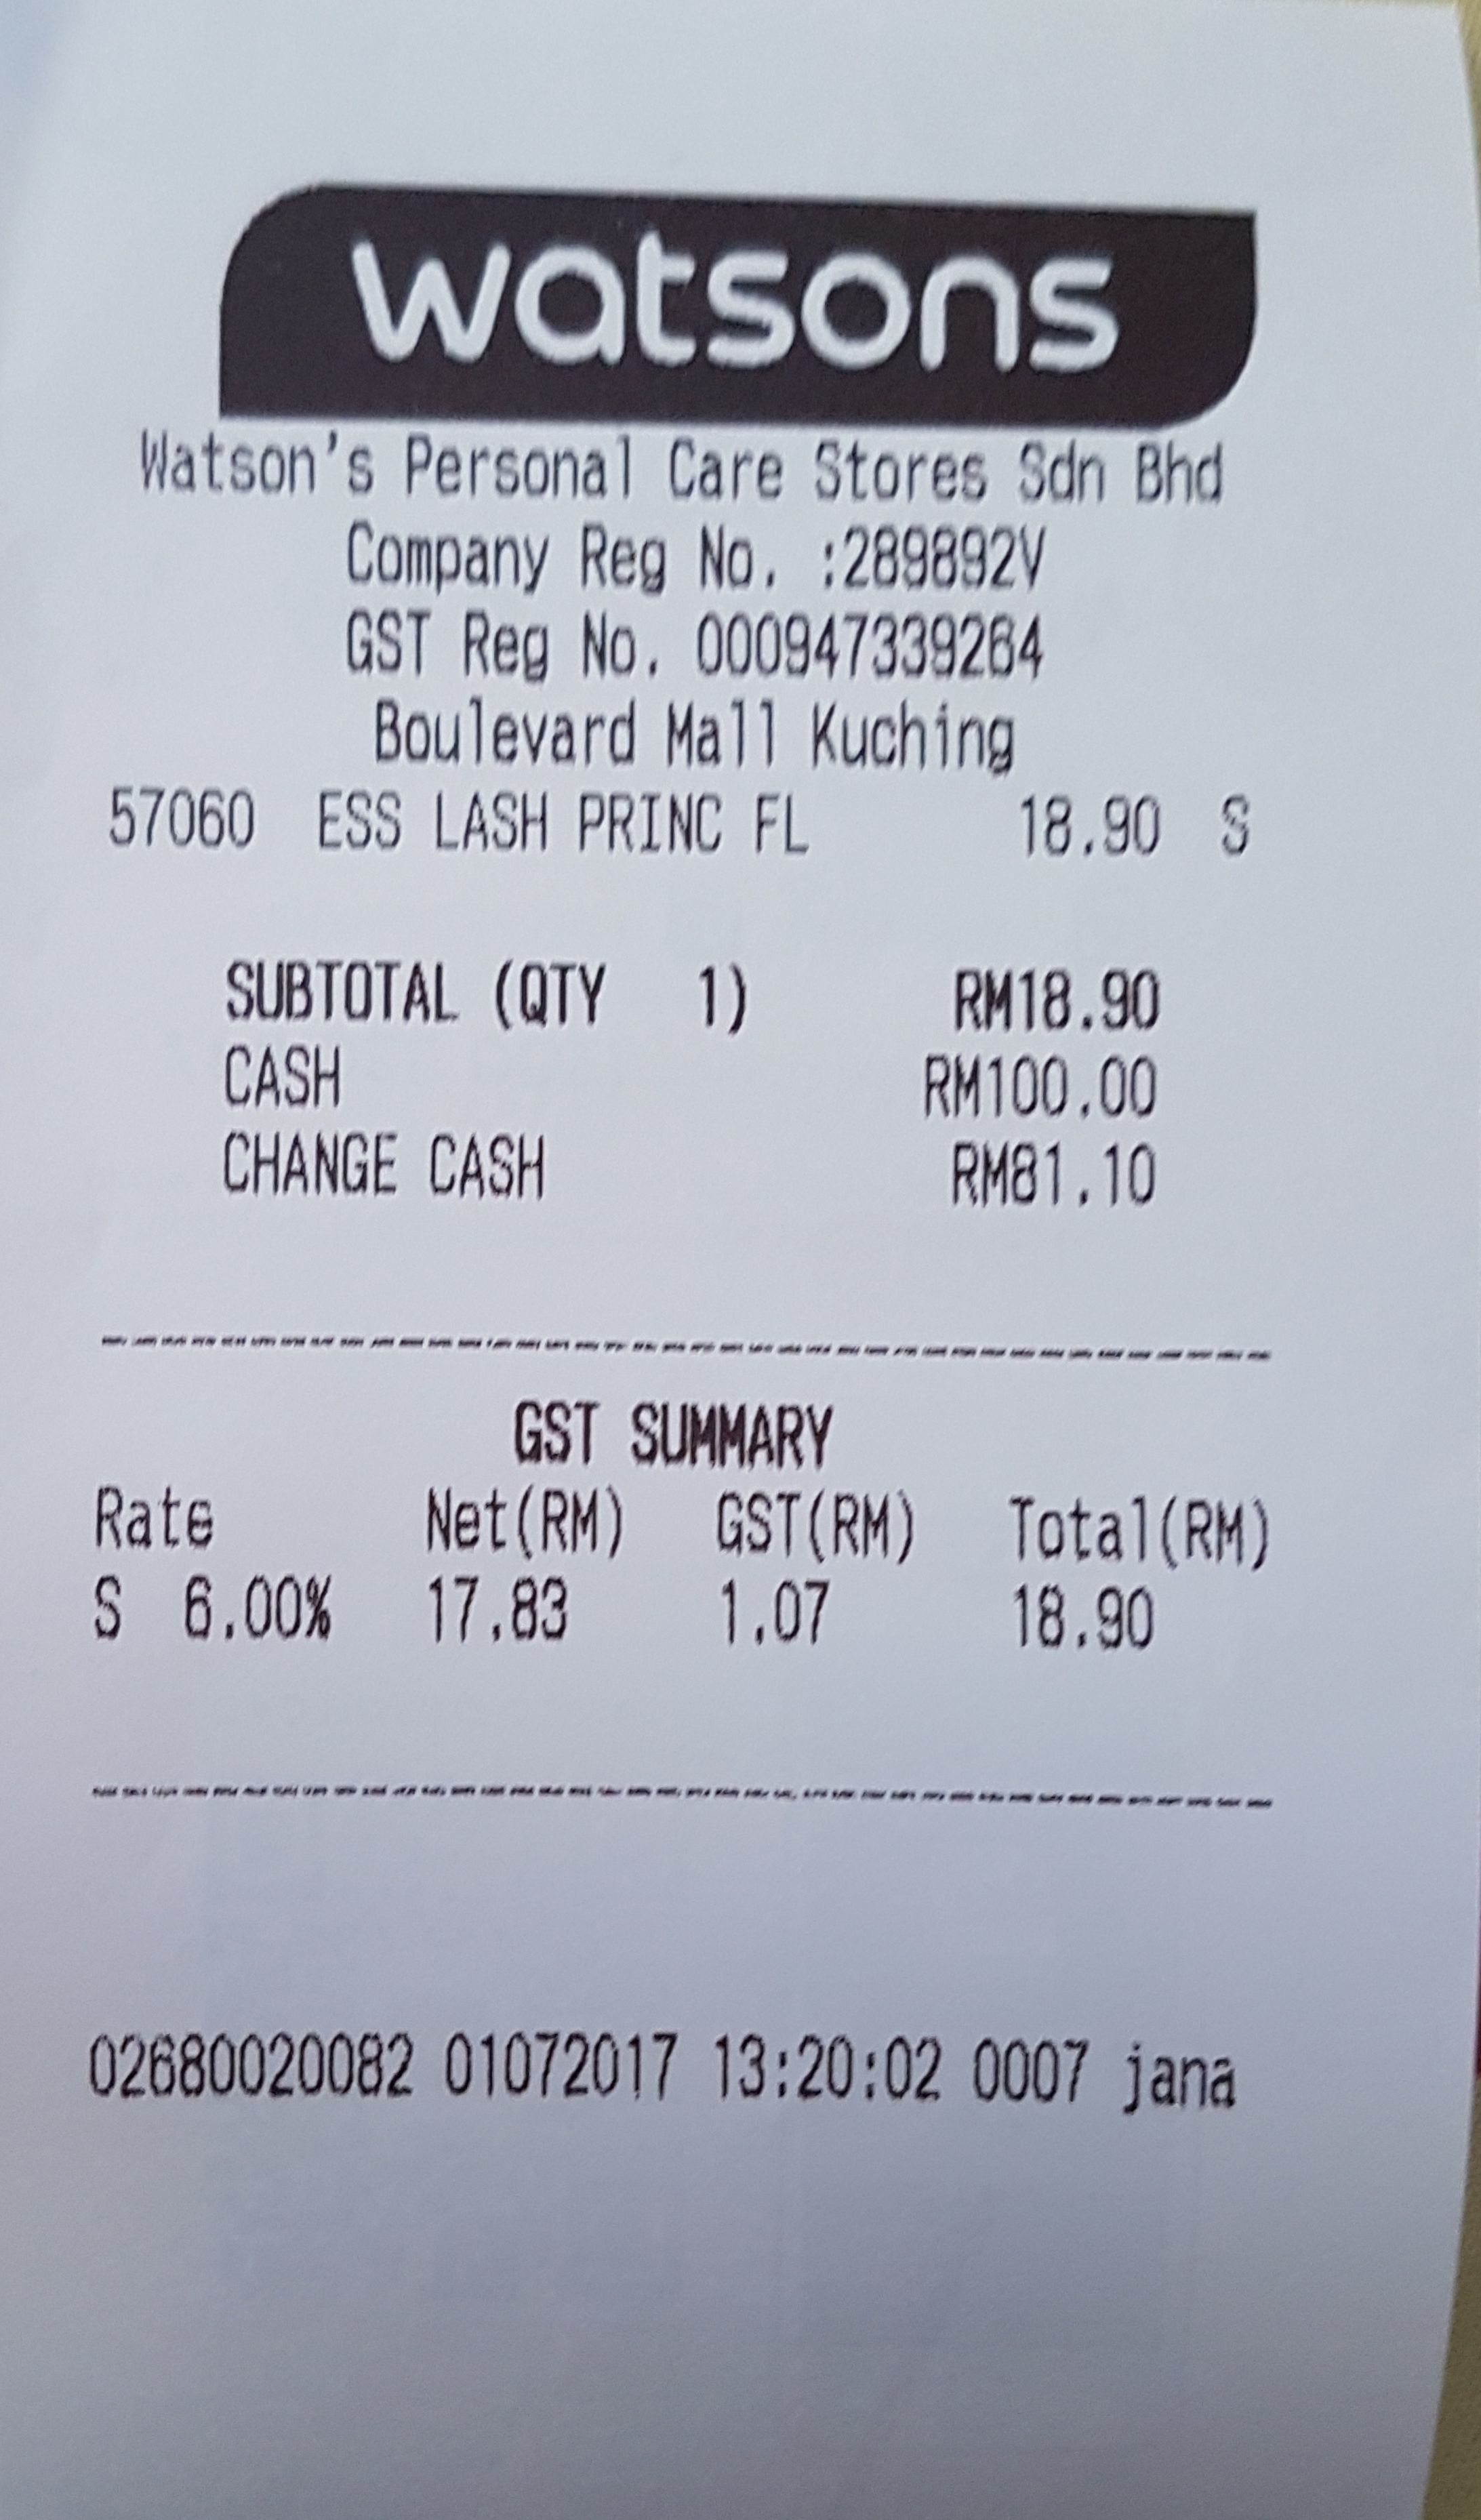 watsons
Watson's Personal Care Stores Sdn Bhd
Company Reg No. :289892V
GST Reg No. 000947339264
Boulevard Mall Kuching
57060 ESS LASH PRINC FL 18.90 S
SUBTOTAL (QTY 1) RM18.90
CASH RM100.00
CHANGE CASH RM81.10
GST SUMMARY
Rate Net(RM) GST(RM) Total(RM)
S 6.00% 17.83 1.07 18.90
02680020082 01072017 13:20:02 0007 jana